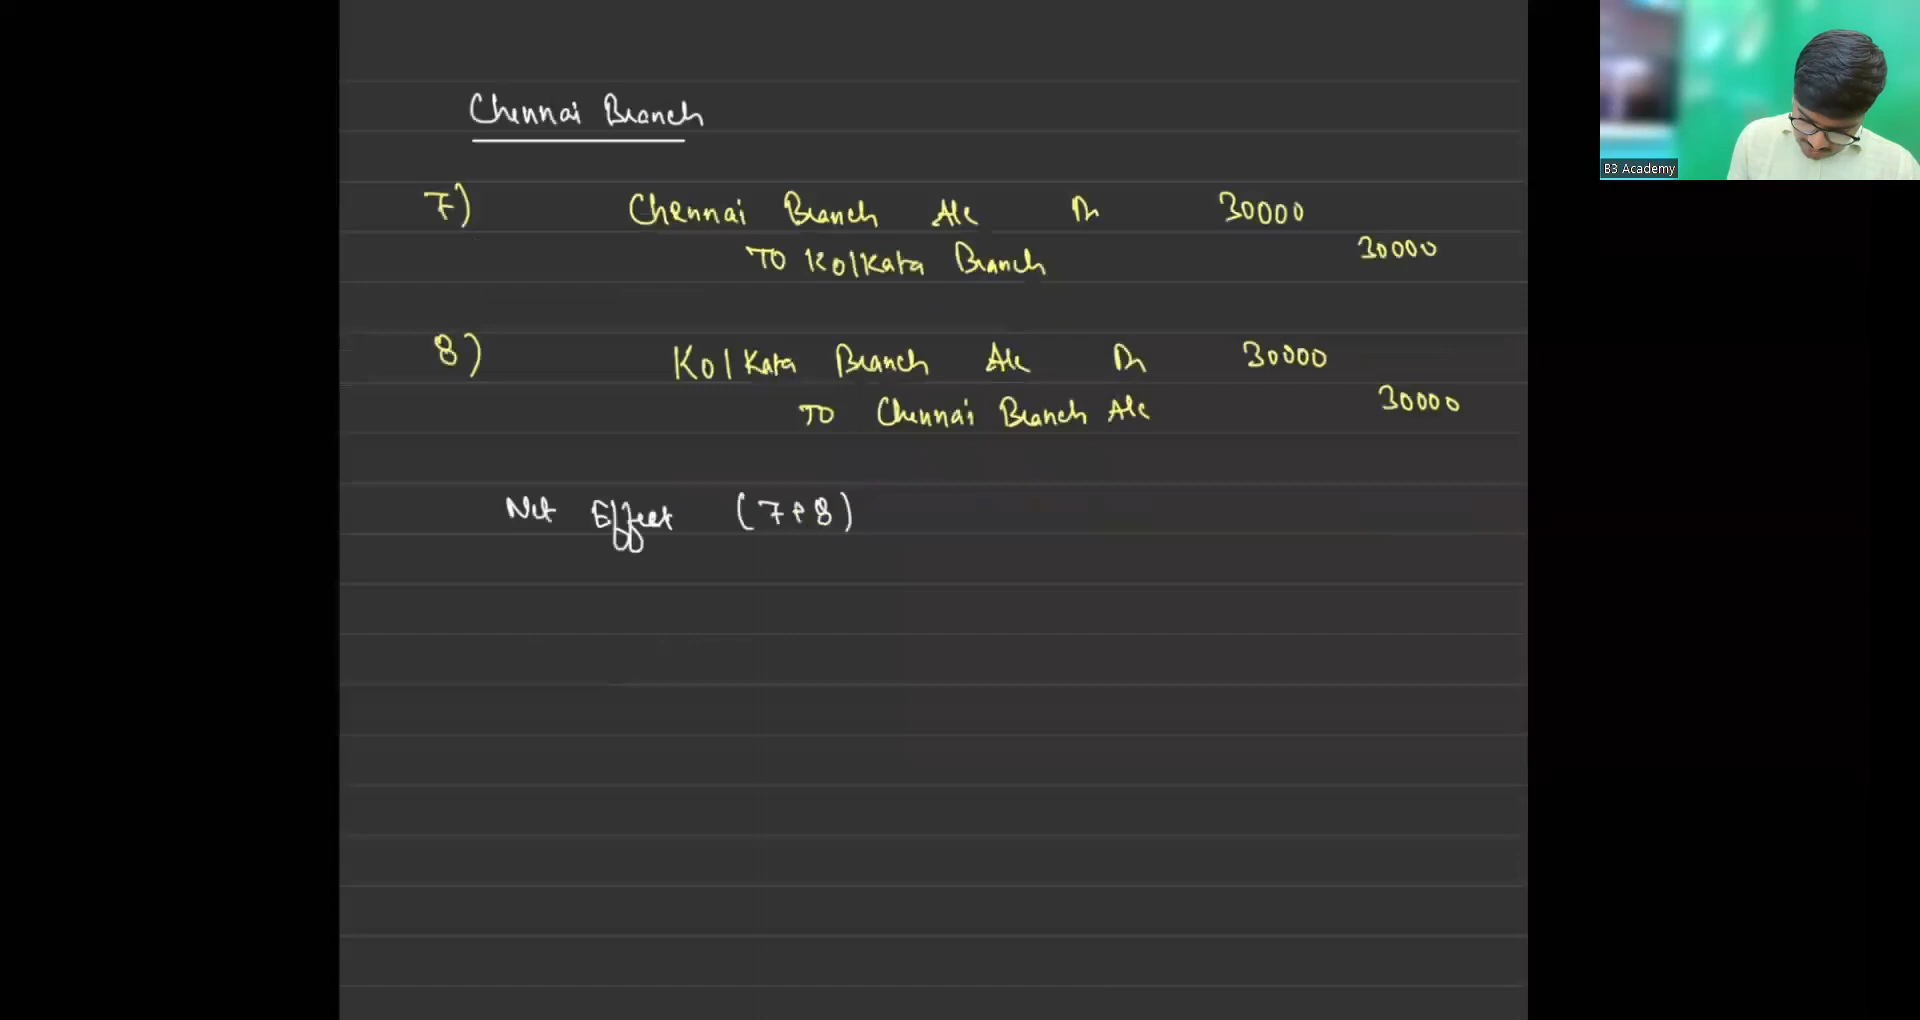 Chennai Branch
7) Chennai Branch A/c Dr 30000
To Kolkata Branch 30000
8) Kolkata Branch A/c Dr 30000
To Chennai Branch A/c 30000
Net Effect (7 & 8)
B3 Academy